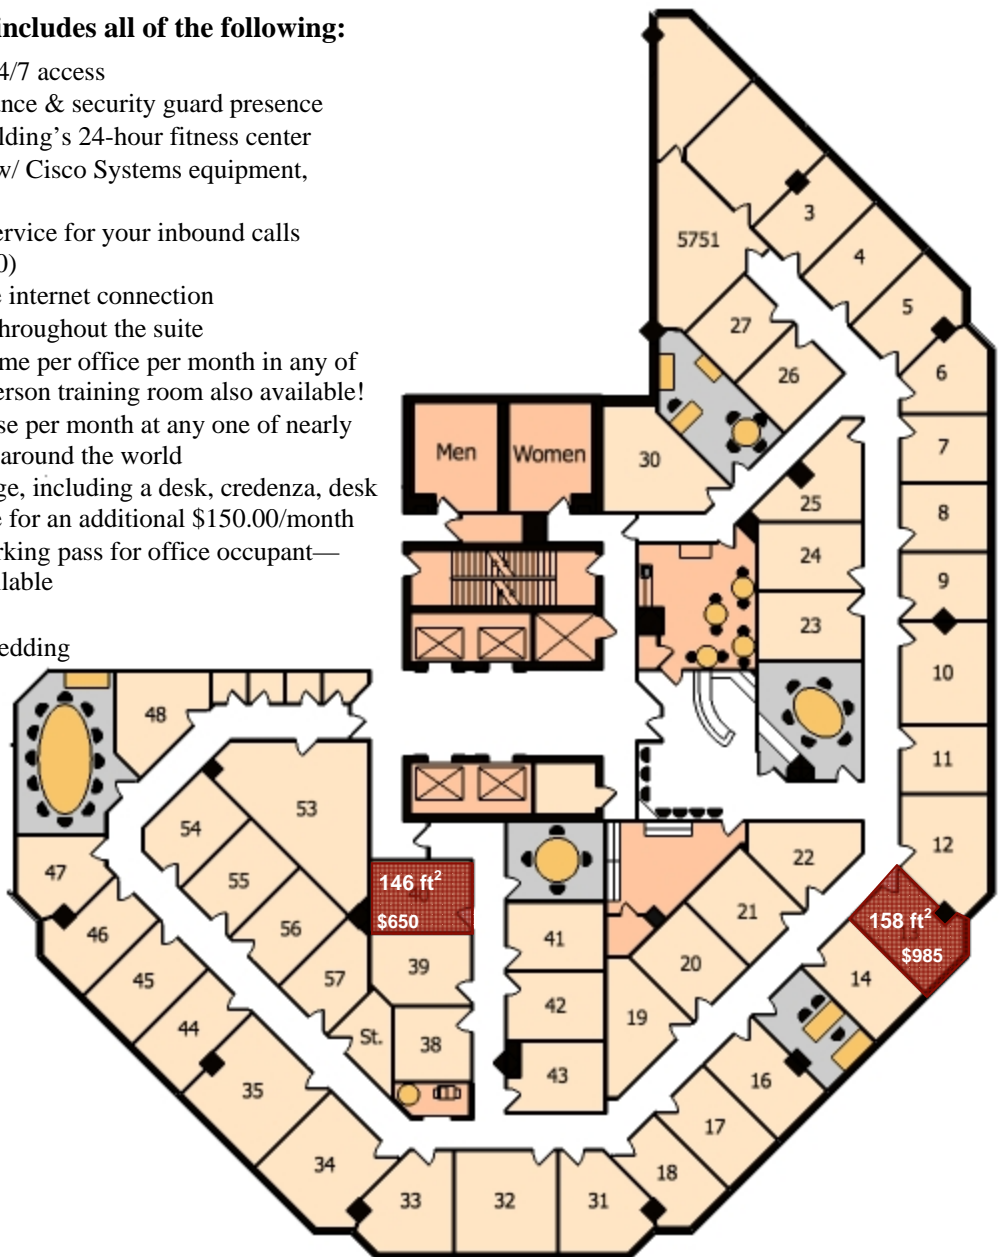 includes all of the following:
4/7 access
ance & security guard presence
lding’s 24-hour fitness center
w/ Cisco Systems equipment,
ervice for your inbound calls
0)
e internet connection
hroughout the suite
me per office per month in any of
erson training room also available!
se per month at any one of nearly
around the world
ge, including a desk, credenza, desk
e for an additional $150.00/month
rking pass for office occupant—
ilable
edding
3
5751
4
5
27
6
26
Men
Women
30
7
25
8
24
9
23
10
48
11
53
54
12
22
47
55
146 ft²
$650
21
158 ft²
$985
56
46
41
20
39
57
45
14
42
19
44
St.
38
43
16
35
17
34
18
33
32
31